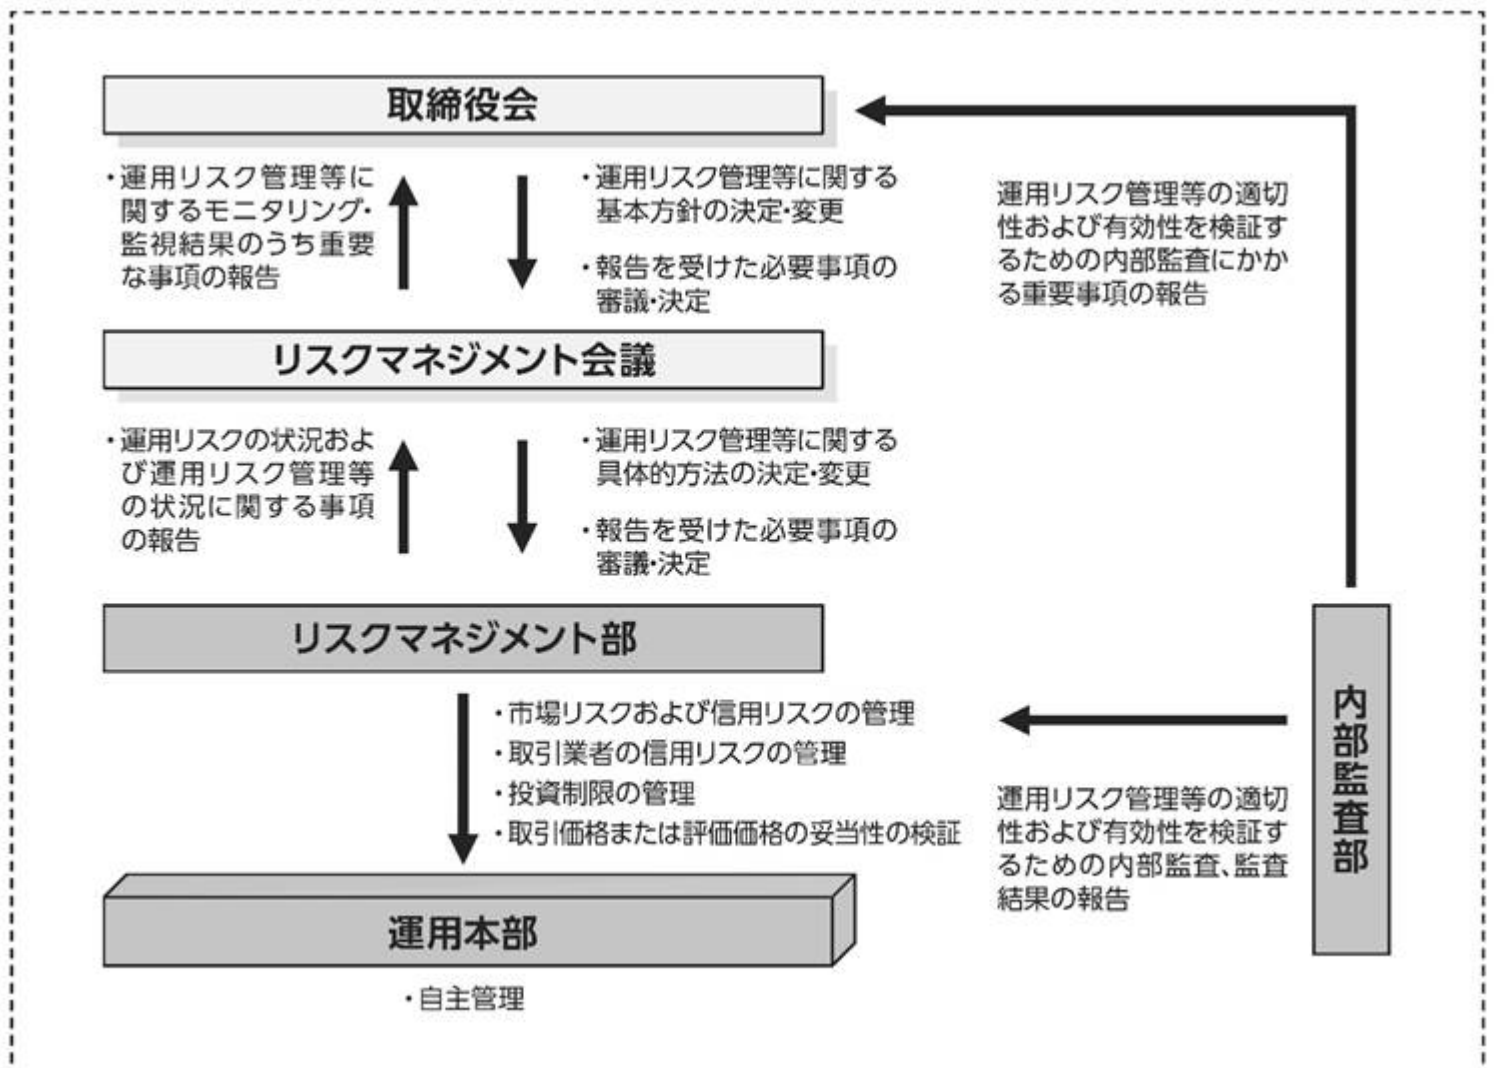 取締役会
・運用リスク管理等に
関するモニタリング・
監視結果のうち重要
な事項の報告
・運用リスク管理等に関する
基本方針の決定・変更
・報告を受けた必要事項の
審議・決定
運用リスク管理等の適切
性および有効性を検証す
るための内部監査にかか
る重要事項の報告
リスクマネジメント会議
・運用リスクの状況およ
び運用リスク管理等
の状況に関する事項
の報告
・運用リスク管理等に関する
具体的方法の決定・変更
・報告を受けた必要事項の
審議・決定
リスクマネジメント部
・市場リスクおよび信用リスクの管理
・取引業者の信用リスクの管理
・投資制限の管理
・取引価格または評価価格の妥当性の検証
運用リスク管理等の適切
性および有効性を検証す
るための内部監査、監査
結果の報告
内部監査部
運用本部
・自主管理